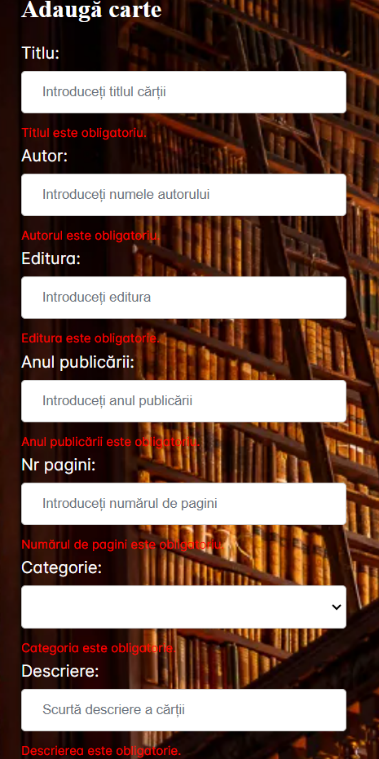 Adaugă carte
Titlu:
Introduceți titlul cărții
Titlul este obligatoriu.
Autor:
Introduceți numele autorului
Autorul este obligatoriu.
Editura:
Introduceți editura
Editura este obligatorie.
Anul publicării:
Introduceți anul publicării
Anul publicării este obligatoriu.
Nr pagini:
Introduceți numărul de pagini
Numărul de pagini este obligatoriu.
Categorie:
Categoria este obligatorie.
Descriere:
Scurtă descriere a cărții
Descrierea este obligatorie.